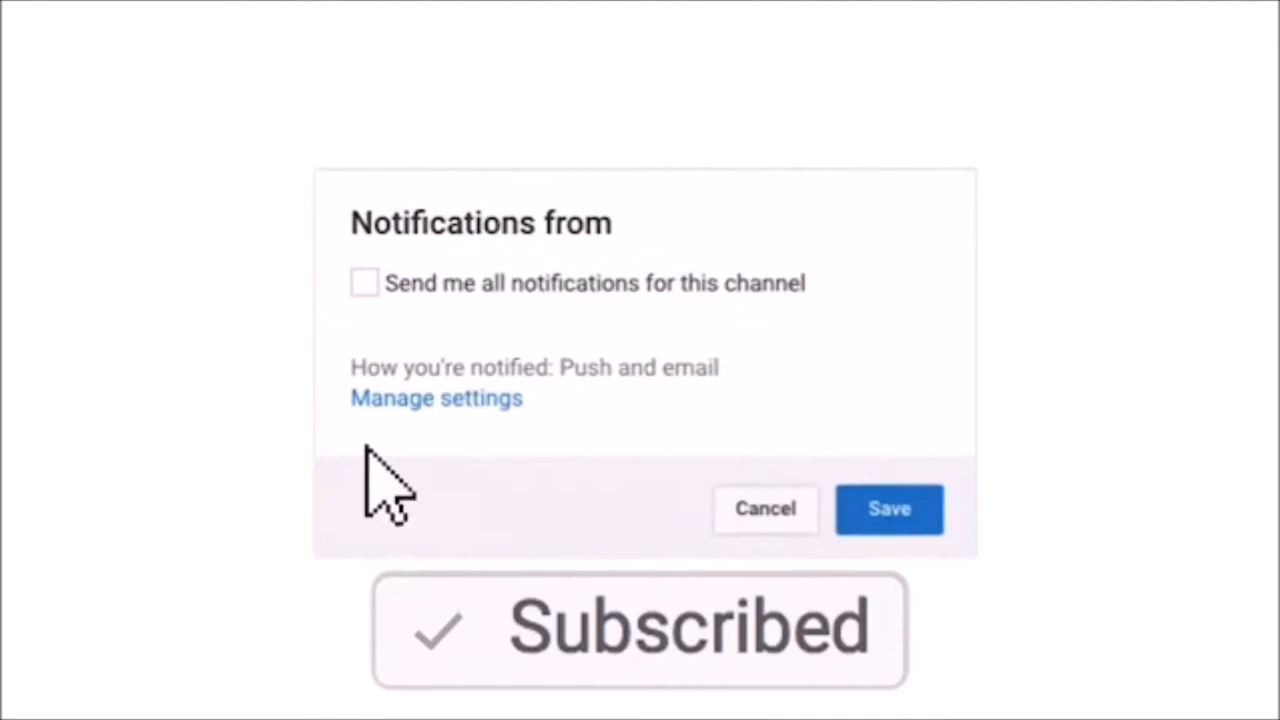 Notifications from
Send me all notifications for this channel
How you're notified: Push and email
Manage settings
Cancel Save
Subscribed